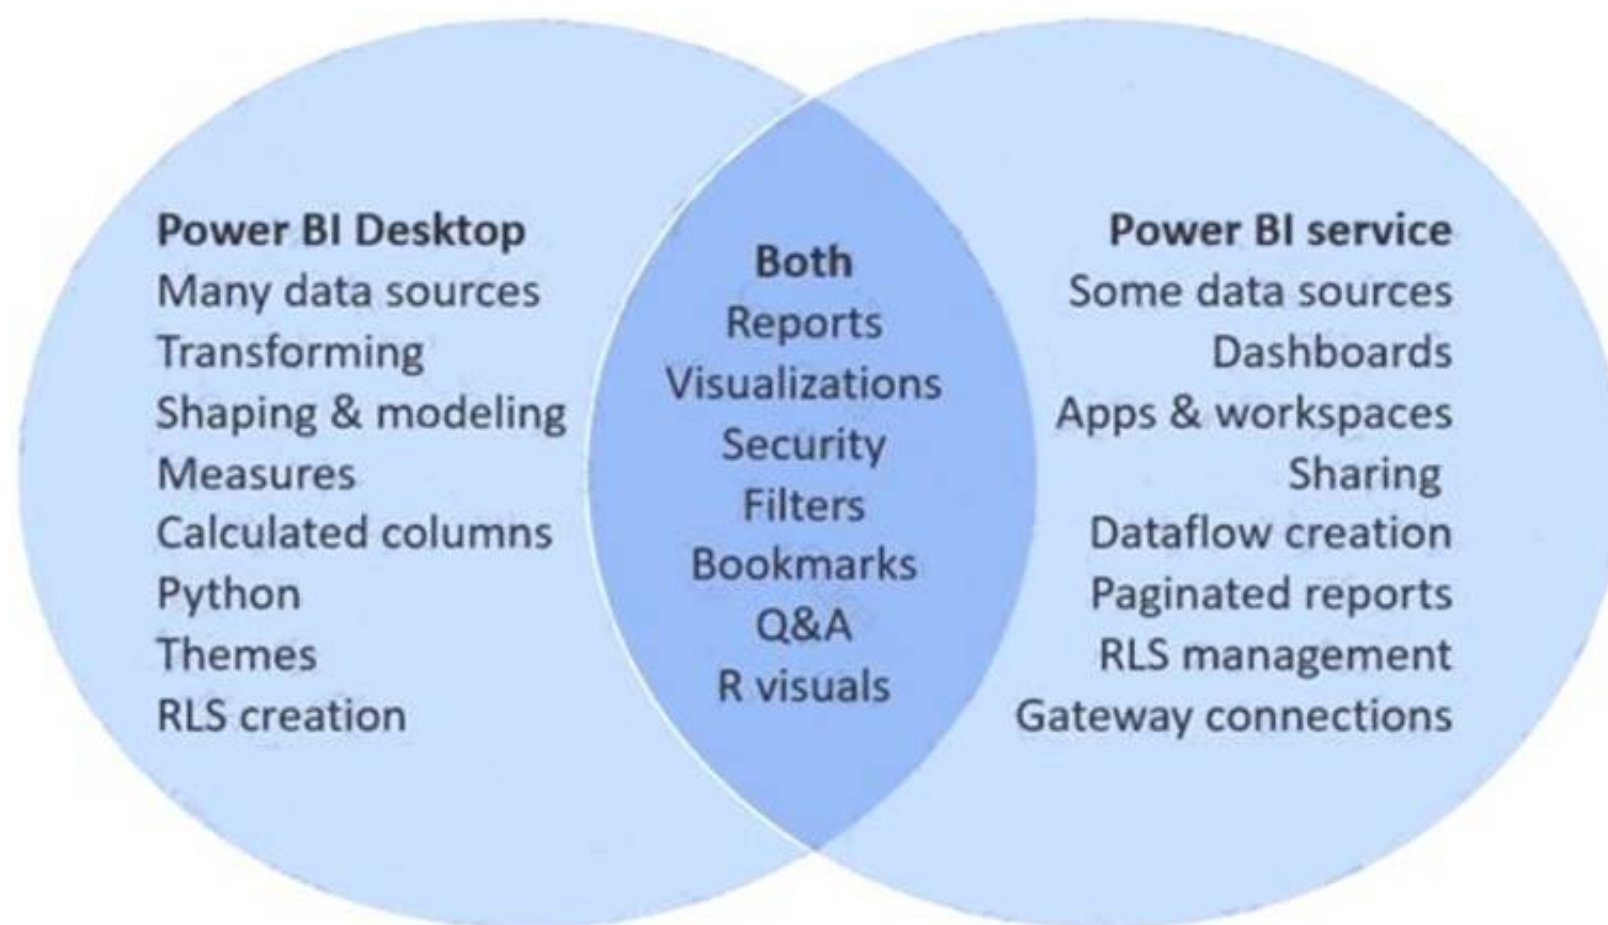 Power BI Desktop
Many data sources
Transforming
Shaping & modeling
Measures
Calculated columns
Python
Themes
RLS creation
Both
Reports
Visualizations
Security
Filters
Bookmarks
Q&A
R visuals
Power BI service
Some data sources
Dashboards
Apps & workspaces
Sharing
Dataflow creation
Paginated reports
RLS management
Gateway connections